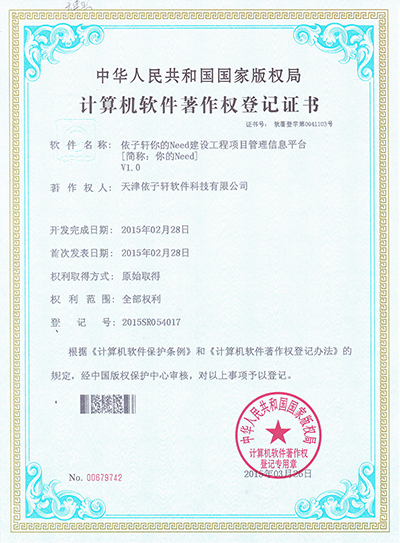 中华人民共和国国家版权局
计算机软件著作权登记证书
证书号： 软著登字第0941103号
软件名称： 依子轩你的Need建设工程项目管理信息平台
[简称：你的Need]
V1.0
著作权人： 天津依子轩软件科技有限公司
开发完成日期： 2015年02月28日
首次发表日期： 2015年02月28日
权利取得方式： 原始取得
权利范围： 全部权利
登记号： 2015SR054017
根据《计算机软件保护条例》和《计算机软件著作权登记办法》的
规定，经中国版权保护中心审核，对以上事项予以登记。
中华人民共和国国家版权局
计算机软件著作权
登记专用章
No. 00879742
2015年03月26日